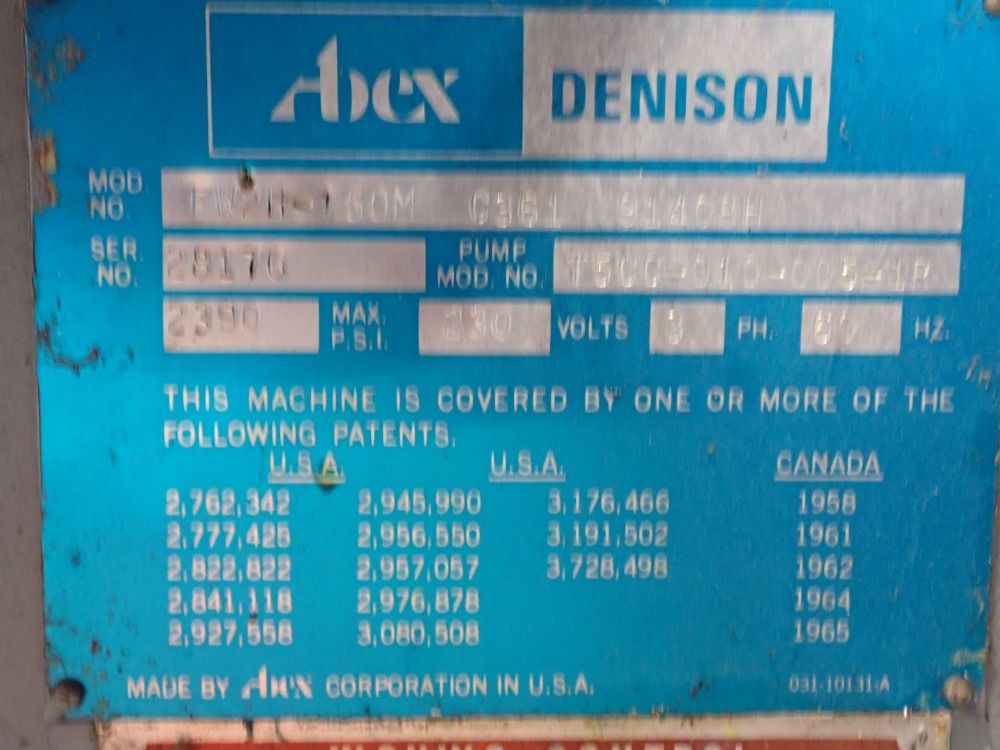 Abex DENISON
MOD. NO. C361
SER. NO. 28176 PUMP MOD. NO.
2390 MAX. P.S.I. 230 VOLTS 3 PH. 60 HZ.
THIS MACHINE IS COVERED BY ONE OR MORE OF THE
FOLLOWING PATENTS.
U.S.A. U.S.A. CANADA
2,762,342 2,945,990 3,176,466 1958
2,777,425 2,956,550 3,191,502 1961
2,822,822 2,957,057 3,728,498 1962
2,841,118 2,976,878 1964
2,927,558 3,080,508 1965
MADE BY Abex CORPORATION IN U.S.A. 031-10131-A